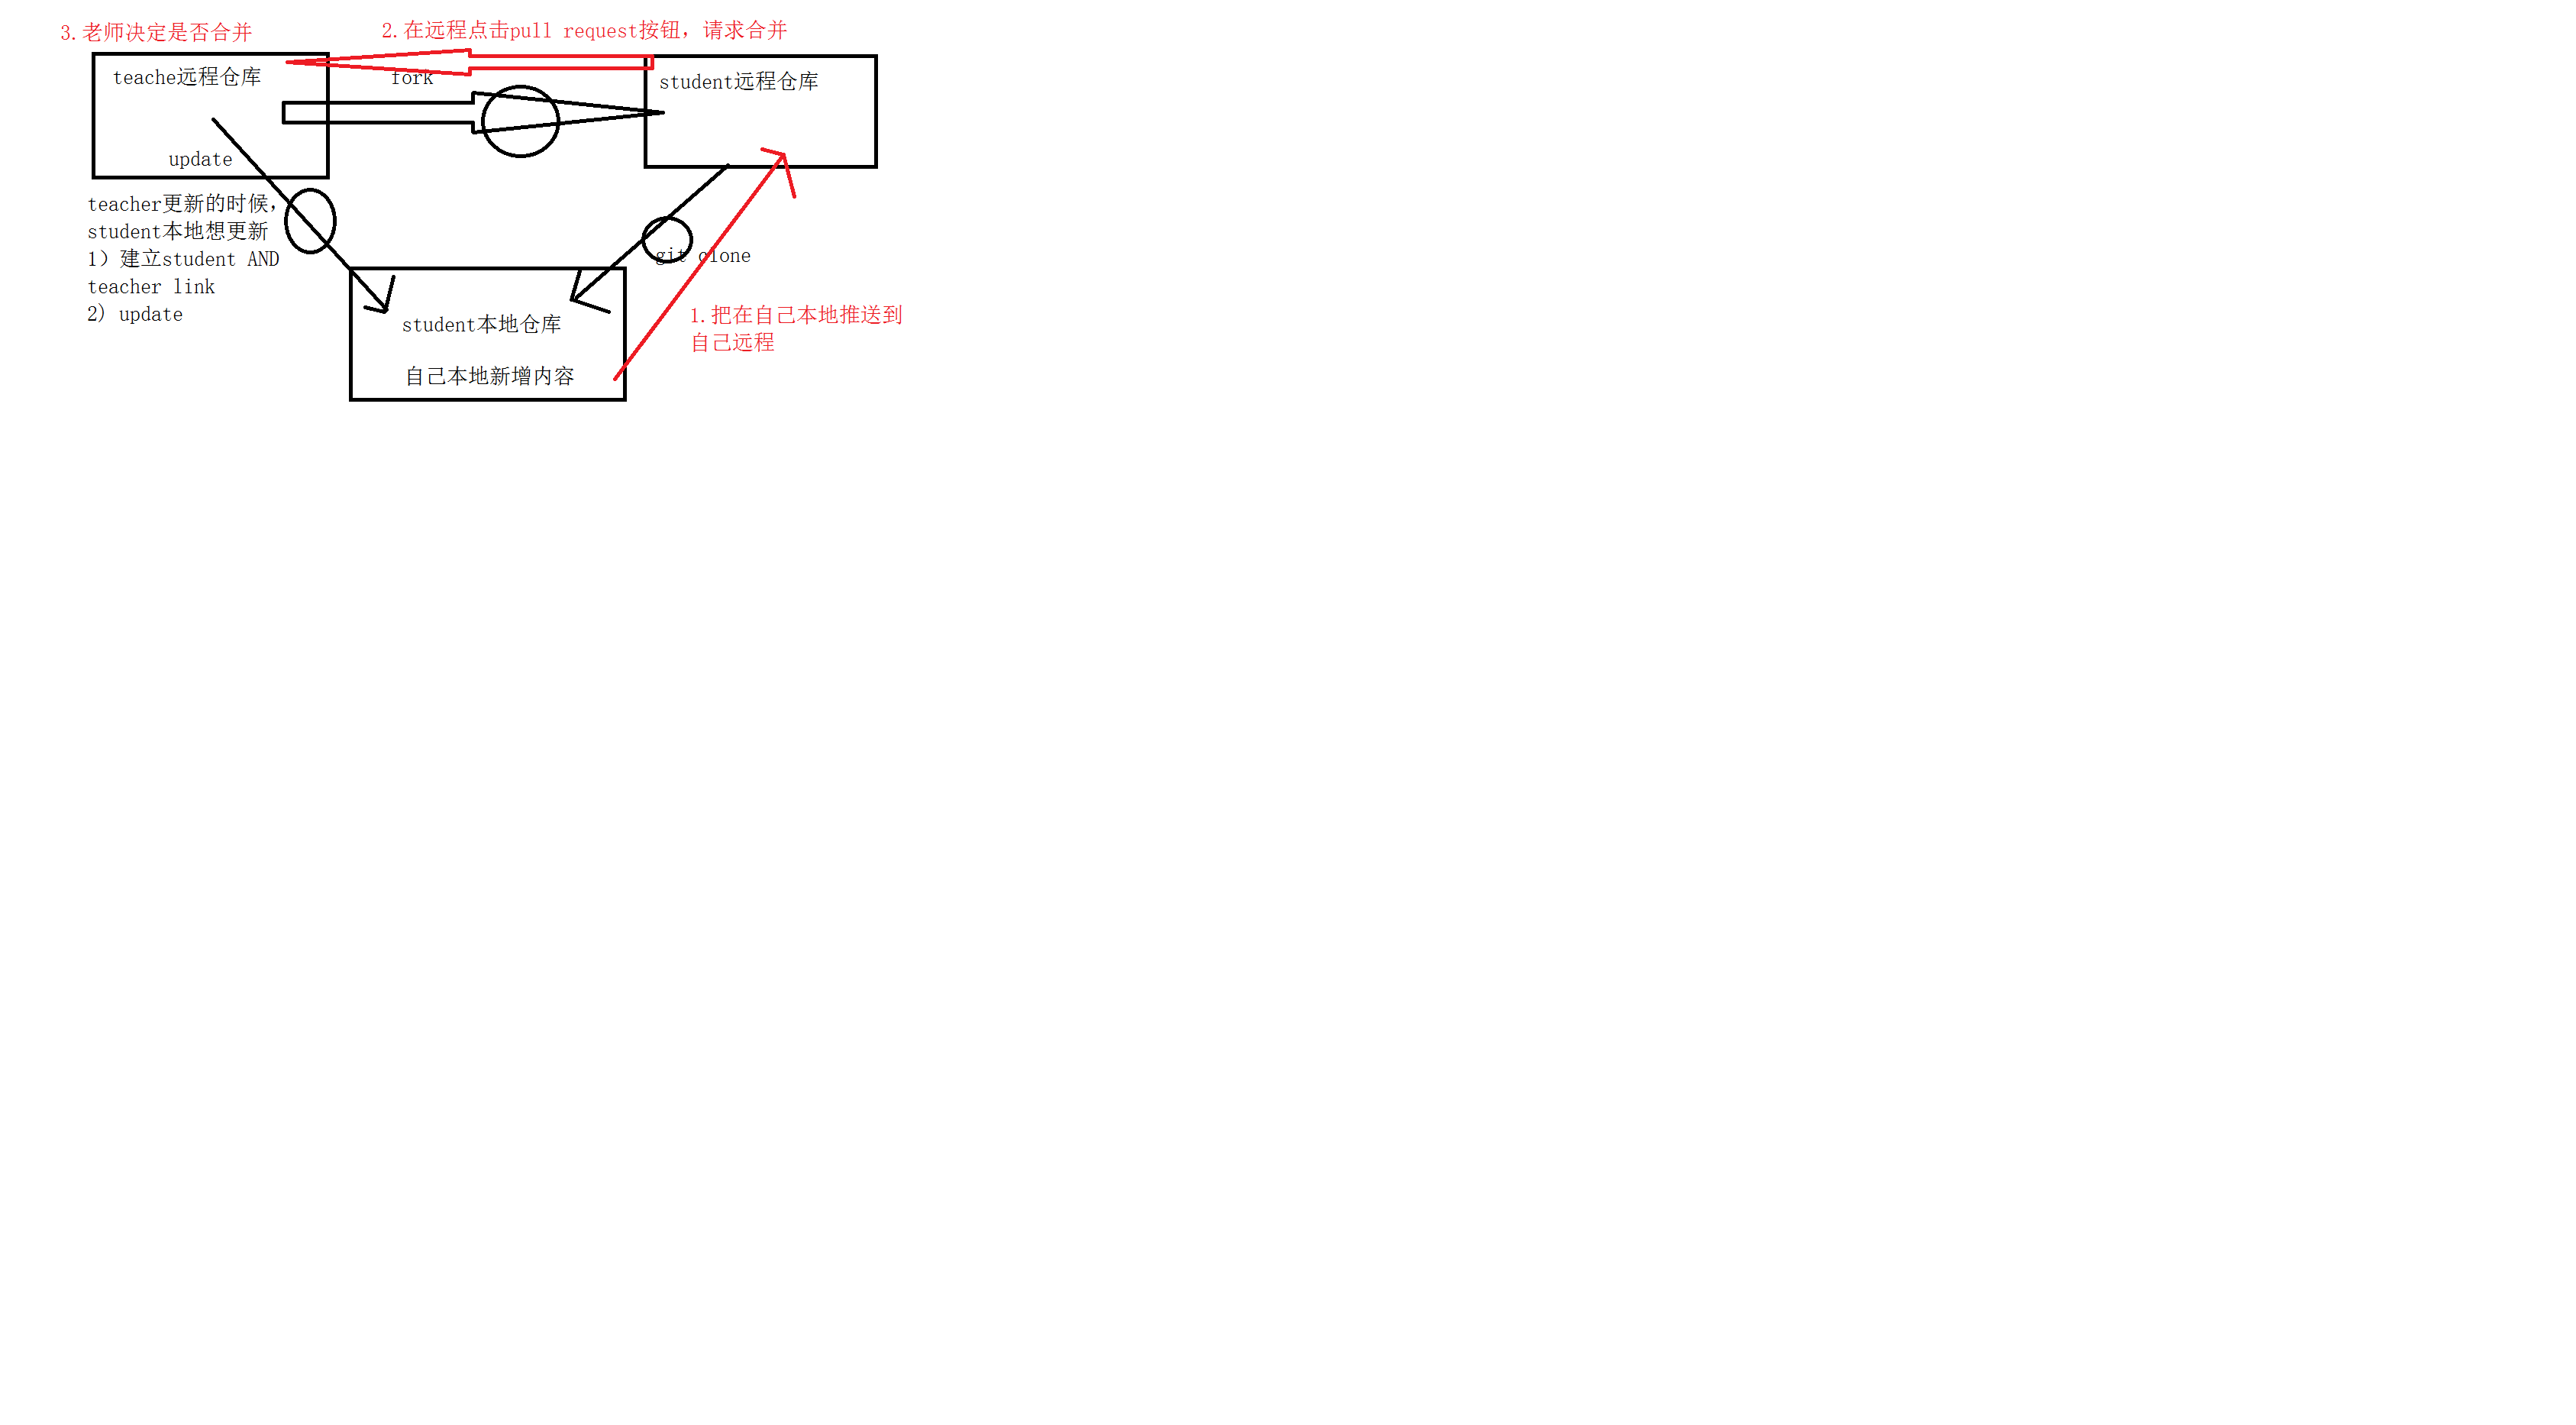 3.老师决定是否合并
2.在远程点击pull request按钮，请求合并
teache远程仓库
fork
student远程仓库
update
teacher更新的时候，
student本地想更新
1）建立student AND
teacher link
2）update
git clone
student本地仓库
自己本地新增内容
1.把在自己本地推送到
自己远程